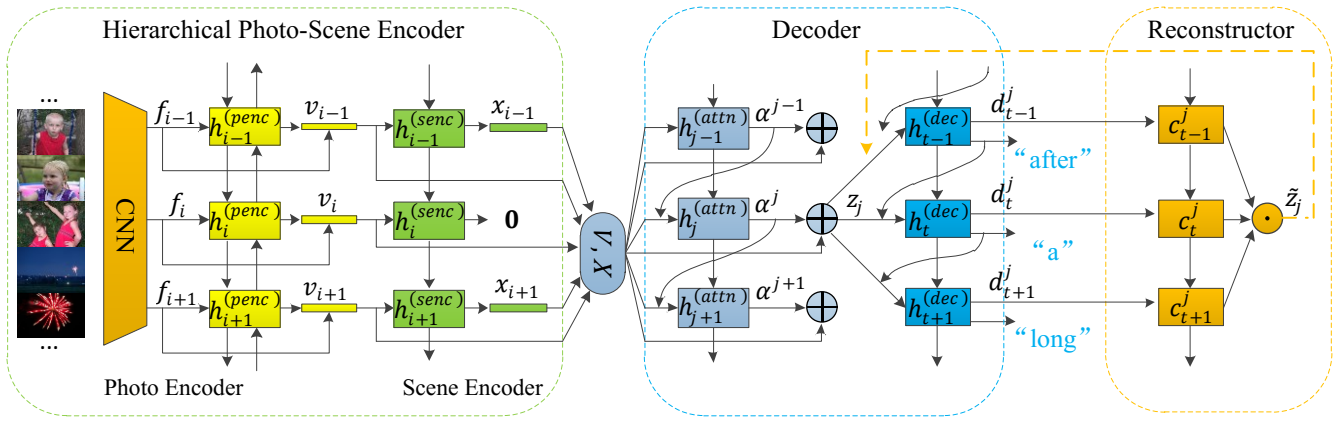 Hierarchical Photo-Scene Encoder
Decoder
Reconstructor
...
CNN
f_{i-1}
h_{i-1}^{(penc)}
v_{i-1}
h_{i-1}^{(senc)}
x_{i-1}
f_i
h_i^{(penc)}
v_i
h_i^{(senc)}
0
f_{i+1}
h_{i+1}^{(penc)}
v_{i+1}
h_{i+1}^{(senc)}
x_{i+1}
...
Photo Encoder
Scene Encoder
V, X
h_{j-1}^{(attn)}
α^{j-1}
h_j^{(attn)}
α^j
h_{j+1}^{(attn)}
α^{j+1}
z_j
h_{t-1}^{(dec)}
d_{t-1}^j
“after”
h_t^{(dec)}
d_t^j
“a”
h_{t+1}^{(dec)}
d_{t+1}^j
“long”
c_{t-1}^j
c_t^j
c_{t+1}^j
z̃_j